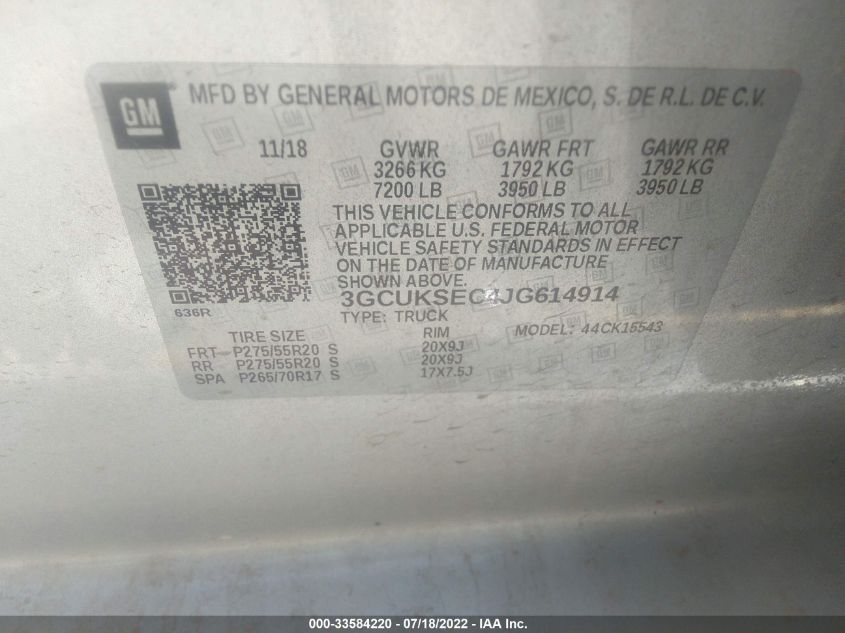 GM MFD BY GENERAL MOTORS DE MEXICO, S. DE R.L. DE C.V.
11/18 GVWR GAWR FRT GAWR RR
3266 KG 1792 KG 1792 KG
7200 LB 3950 LB 3950 LB
THIS VEHICLE CONFORMS TO ALL
APPLICABLE U.S. FEDERAL MOTOR
VEHICLE SAFETY STANDARDS IN EFFECT
ON THE DATE OF MANUFACTURE
SHOWN ABOVE.
3GCUKSEC4JG614914
636R
TYPE: TRUCK MODEL: 44CK15543
TIRE SIZE RIM
FRT P275/55R20 S 20X9J
RR P275/55R20 S 20X9J
SPA P265/70R17 S 17X7.5J
000-33584220 - 07/18/2022 - IAA Inc.